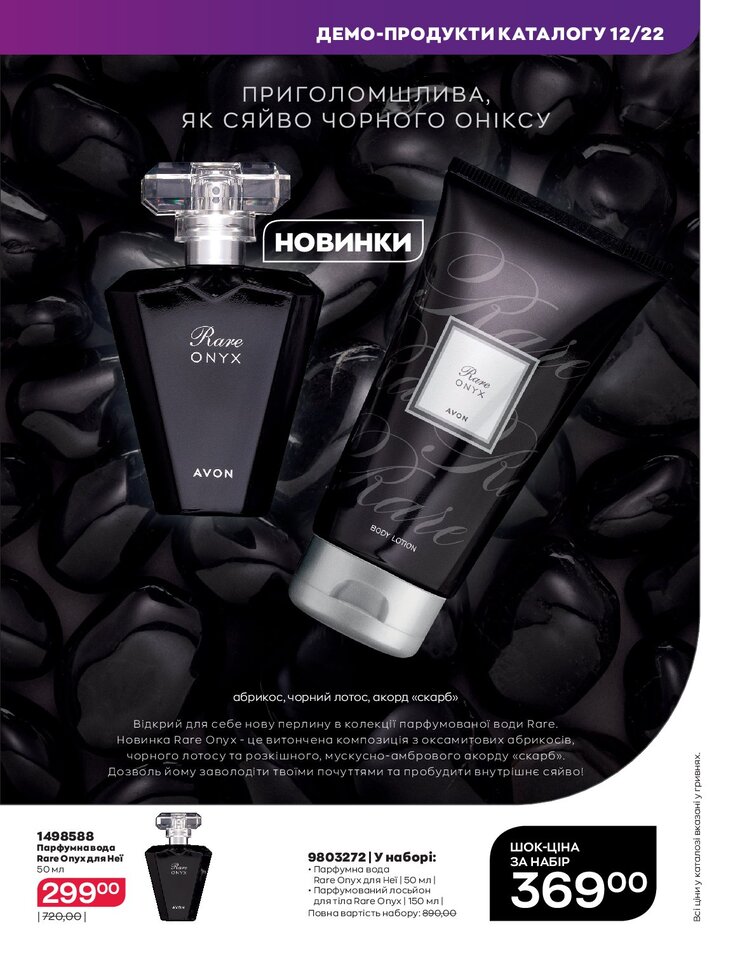 ДЕМО-ПРОДУКТИ КАТАЛОГУ 12/22
ПРИГОЛОМШЛИВА,
ЯК СЯЙВО ЧОРНОГО ОНІКСУ
НОВИНКИ
Rare
ONYX
AVON
Rare
Rare
Rare
Rare
ONYX
AVON
BODY LOTION
абрикос, чорний лотос, акорд «скарб»
Відкрий для себе нову перлину в колекції парфумованої води Rare.
Новинка Rare Onyx - це витончена композиція з оксамитових абрикосів,
чорного лотосу та розкішного, мускусно-амбрового акорду «скарб».
Дозволь йому заволодіти твоїми почуттями та пробудити внутрішнє сяйво!
1498588
Парфумна вода
Rare Onyx для Неї
50 мл
299⁰⁰
| 720,00 |
Rare
ONYX
AVON
9803272 | У наборі:
• Парфумна вода
Rare Onyx для Неї | 50 мл |
• Парфумований лосьйон
для тіла Rare Onyx | 150 мл |
Повна вартість набору: 890,00
ШОК-ЦІНА
ЗА НАБІР
369⁰⁰
Всі ціни у каталозі вказані у гривнях.